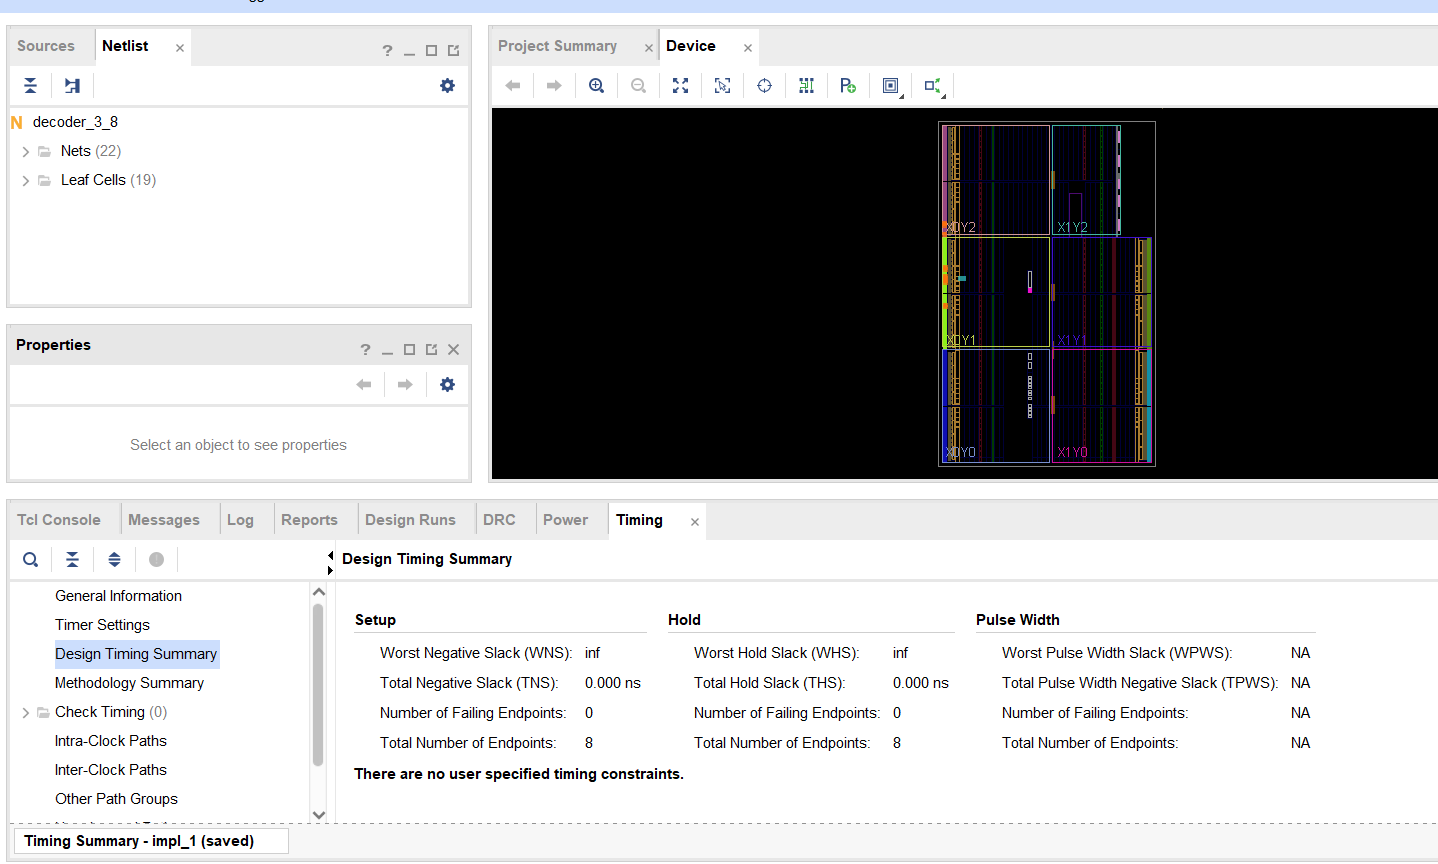 Sources
Netlist
decoder_3_8
Nets (22)
Leaf Cells (19)
Properties
Select an object to see properties
Project Summary
Device
X0Y2
X1Y2
X0Y1
X1Y1
X0Y0
X1Y0
Tcl Console
Messages
Log
Reports
Design Runs
DRC
Power
Timing
General Information
Timer Settings
Design Timing Summary
Methodology Summary
Check Timing (0)
Intra-Clock Paths
Inter-Clock Paths
Other Path Groups
Design Timing Summary
Setup
Worst Negative Slack (WNS): inf
Total Negative Slack (TNS): 0.000 ns
Number of Failing Endpoints: 0
Total Number of Endpoints: 8
Hold
Worst Hold Slack (WHS): inf
Total Hold Slack (THS): 0.000 ns
Number of Failing Endpoints: 0
Total Number of Endpoints: 8
Pulse Width
Worst Pulse Width Slack (WPWS): NA
Total Pulse Width Negative Slack (TPWS): NA
Number of Failing Endpoints: NA
Total Number of Endpoints: NA
There are no user specified timing constraints.
Timing Summary - impl_1 (saved)